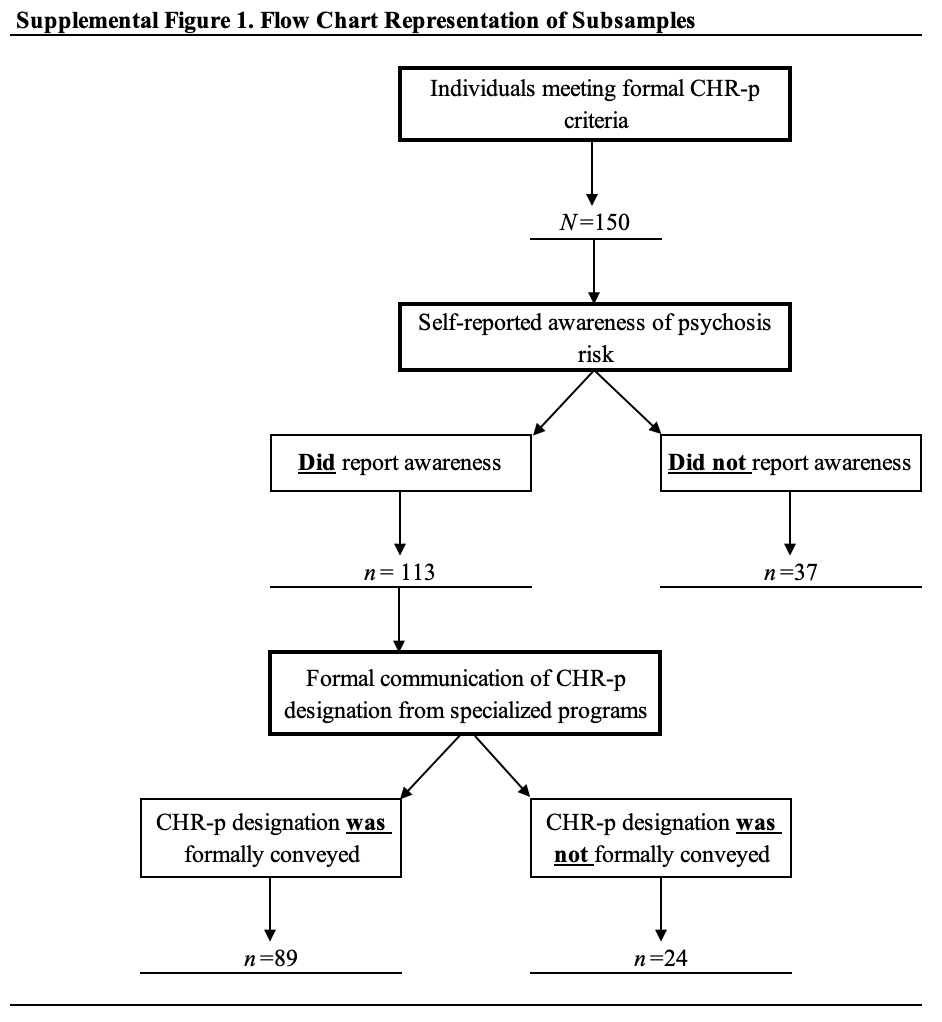 Supplemental Figure 1. Flow Chart Representation of Subsamples
Individuals meeting formal CHR-p
criteria
N=150
Self-reported awareness of psychosis
risk
Did report awareness
Did not report awareness
n= 113
n=37
Formal communication of CHR-p
designation from specialized programs
CHR-p designation was
formally conveyed
CHR-p designation was
not formally conveyed
n=89
n=24